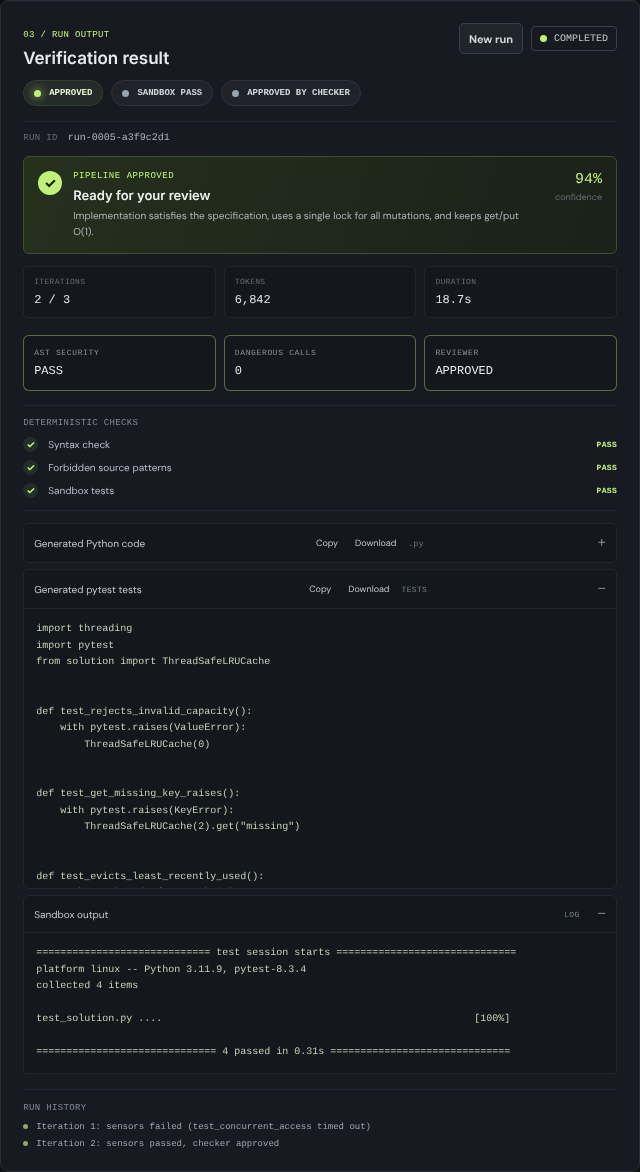 03 / RUN OUTPUT
Verification result
New run
COMPLETED
APPROVED
SANDBOX PASS
APPROVED BY CHECKER
RUN ID run-0005-a3f9c2d1
PIPELINE APPROVED
Ready for your review
Implementation satisfies the specification, uses a single lock for all mutations, and keeps get/put
O(1).
94%
confidence
ITERATIONS
2 / 3
TOKENS
6,842
DURATION
18.7s
AST SECURITY
PASS
DANGEROUS CALLS
0
REVIEWER
APPROVED
DETERMINISTIC CHECKS
Syntax check PASS
Forbidden source patterns PASS
Sandbox tests PASS
Generated Python code Copy Download .py +
Generated pytest tests Copy Download TESTS −
import threading
import pytest
from solution import ThreadSafeLRUCache
def test_rejects_invalid_capacity():
    with pytest.raises(ValueError):
        ThreadSafeLRUCache(0)
def test_get_missing_key_raises():
    with pytest.raises(KeyError):
        ThreadSafeLRUCache(2).get("missing")
def test_evicts_least_recently_used():
Sandbox output LOG −
============================= test session starts ==============================
platform linux -- Python 3.11.9, pytest-8.3.4
collected 4 items
test_solution.py .... [100%]
============================== 4 passed in 0.31s ==============================
RUN HISTORY
Iteration 1: sensors failed (test_concurrent_access timed out)
Iteration 2: sensors passed, checker approved